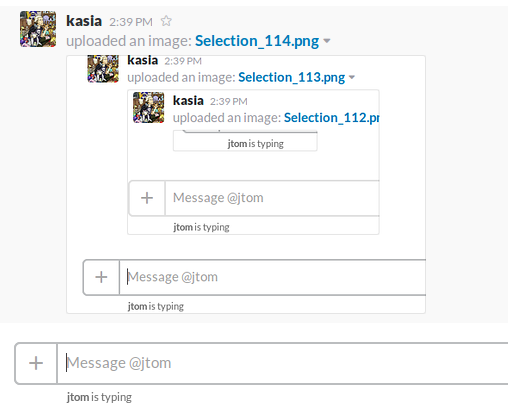 kasia 2:39 PM
uploaded an image: Selection_114.png
kasia 2:39 PM
uploaded an image: Selection_113.png
kasia 2:39 PM
uploaded an image: Selection_112.pr
jtom is typing
Message @jtom
jtom is typing
Message @jtom
jtom is typing
Message @jtom
jtom is typing